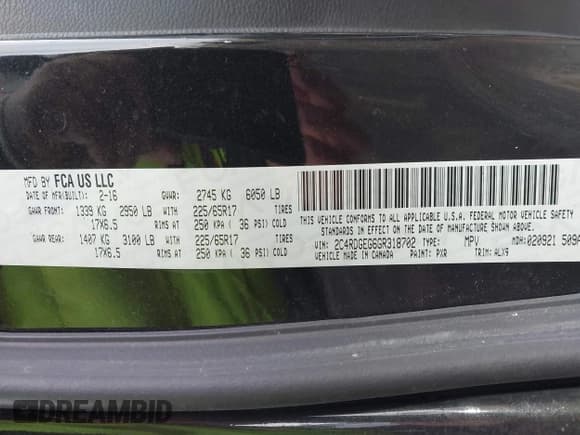 MFD BY FCA US LLC
DATE OF MFR(BUILT): 2-16 GVWR: 2745 KG 6050 LB
GAWR FRONT: 1339 KG 2950 LB WITH 225/65R17 TIRES
17X6.5 RIMS AT 250 KPA ( 36 PSI) COLD
GAWR REAR: 1407 KG 3100 LB WITH 225/65R17 TIRES
17X6.5 RIMS AT 250 KPA ( 36 PSI) COLD
THIS VEHICLE CONFORMS TO ALL APPLICABLE U.S.A. FEDERAL MOTOR VEHICLE SAFETY
STANDARDS IN EFFECT ON THE DATE OF MANUFACTURE SHOWN ABOVE.
VIN: 2C4RDGEG6GR318702 TYPE: MPV MDH: 020921 509A
VEHICLE MADE IN CANADA PAINT: PXR TRIM: ALX9
DREAMBID